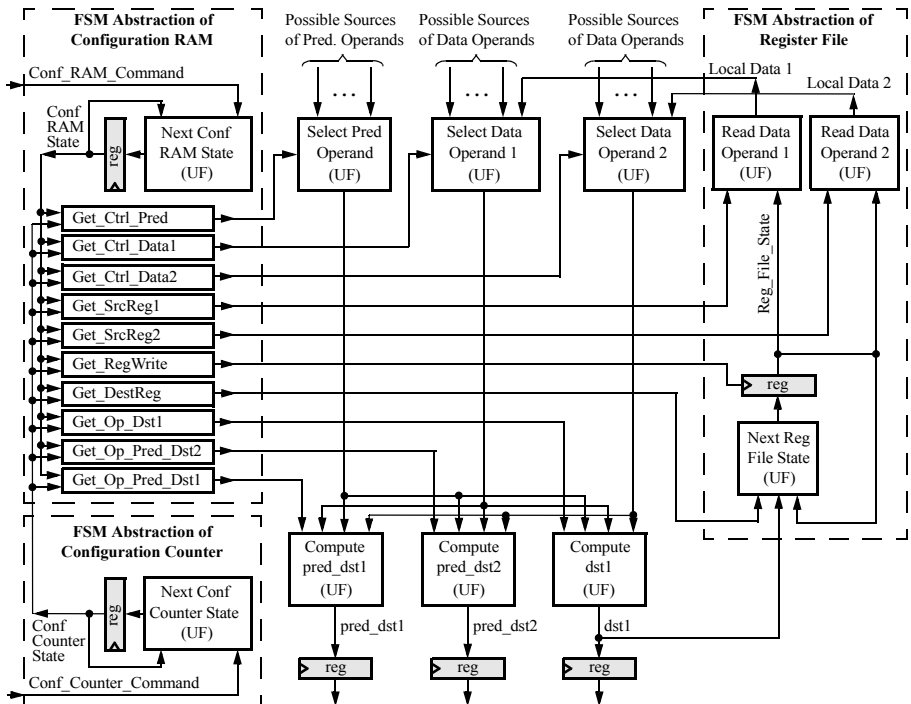 FSM Abstraction of
Configuration RAM
Conf_RAM_Command
Conf
RAM
State
reg
Next Conf
RAM State
(UF)
Get_Ctrl_Pred
Get_Ctrl_Data1
Get_Ctrl_Data2
Get_SrcReg1
Get_SrcReg2
Get_RegWrite
Get_DestReg
Get_Op_Dst1
Get_Op_Pred_Dst2
Get_Op_Pred_Dst1
FSM Abstraction of
Configuration Counter
reg
Next Conf
Counter State
(UF)
Conf
Counter
State
Conf_Counter_Command
Possible Sources
of Pred. Operands
...
Select Pred
Operand
(UF)
Possible Sources
of Data Operands
...
Select Data
Operand 1
(UF)
Possible Sources
of Data Operands
...
Select Data
Operand 2
(UF)
FSM Abstraction of
Register File
Local Data 1
Local Data 2
Read Data
Operand 1
(UF)
Read Data
Operand 2
(UF)
Reg_File_State
reg
Next Reg
File State
(UF)
Compute
pred_dst1
(UF)
Compute
pred_dst2
(UF)
Compute
dst1
(UF)
pred_dst1
pred_dst2
dst1
reg
reg
reg